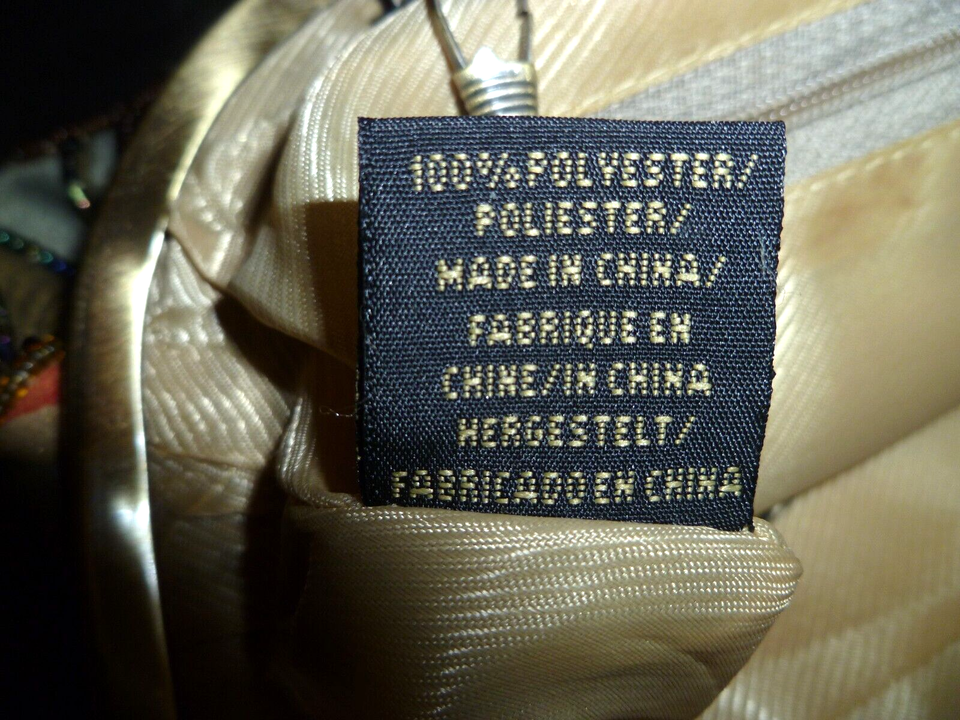 100%POLYESTER/
POLIESTER/
MADE IN CHINA/
FABRIQUE EN
CHINE/IN CHINA
HERGESTELT/
FABRICADO EN CHINA